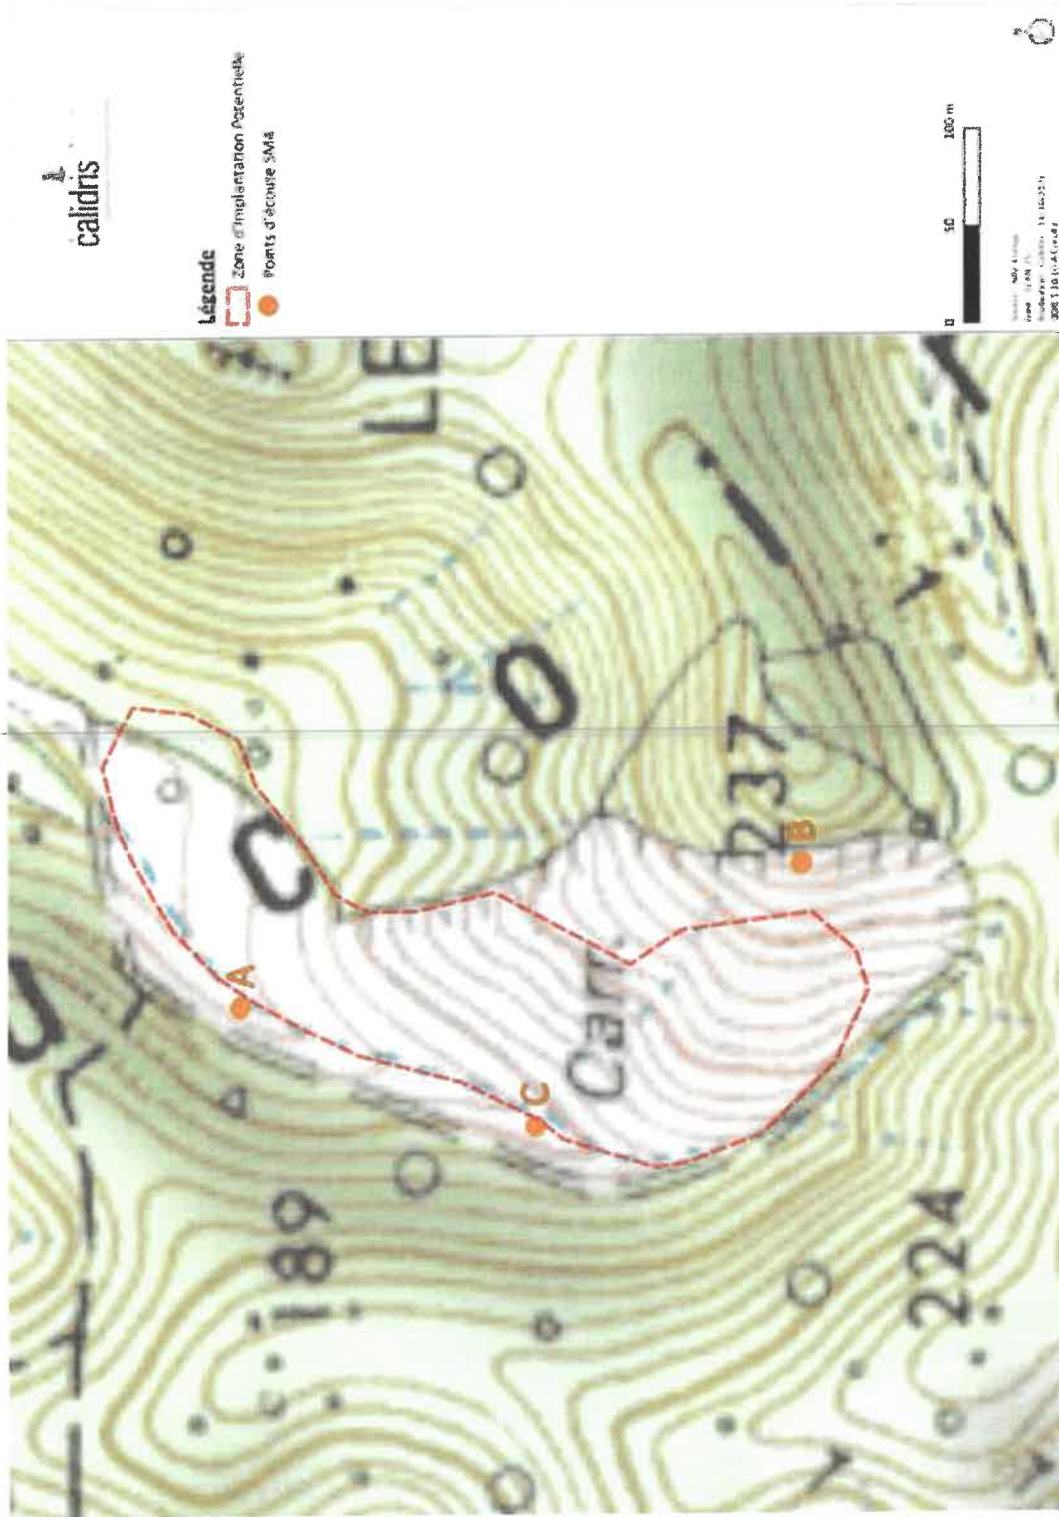 calidris
Légende
Zone d'Implantation Potentielle
Points d'écoute SM4
0 50 100 m
LE
C
O
A
C
Carr.
B
237
189
224